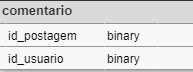 comentario
id_postagem binary
id_usuario binary